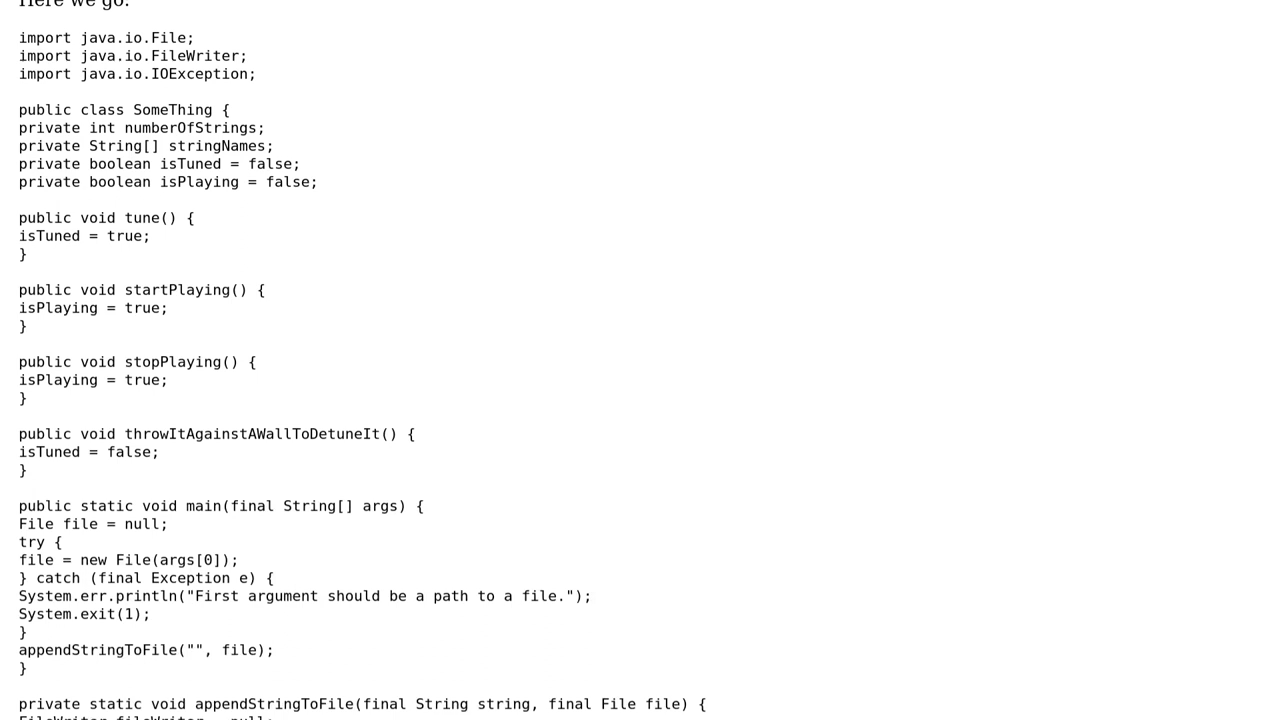 Here we go:
import java.io.File;
import java.io.FileWriter;
import java.io.IOException;
public class SomeThing {
private int numberOfStrings;
private String[] stringNames;
private boolean isTuned = false;
private boolean isPlaying = false;
public void tune() {
isTuned = true;
}
public void startPlaying() {
isPlaying = true;
}
public void stopPlaying() {
isPlaying = true;
}
public void throwItAgainstAWallToDetuneIt() {
isTuned = false;
}
public static void main(final String[] args) {
File file = null;
try {
file = new File(args[0]);
} catch (final Exception e) {
System.err.println("First argument should be a path to a file.");
System.exit(1);
}
appendStringToFile("", file);
}
private static void appendStringToFile(final String string, final File file) {
FileWriter fileWriter = null;